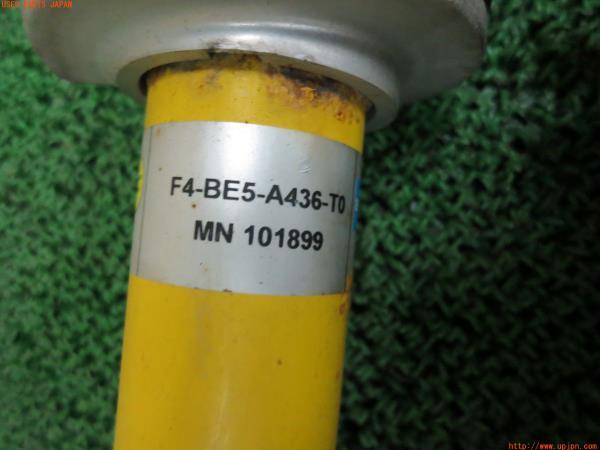 USED PARTS JAPAN
F4-BE5-A436-T0
MN 101899
http://www.upjpn.com/